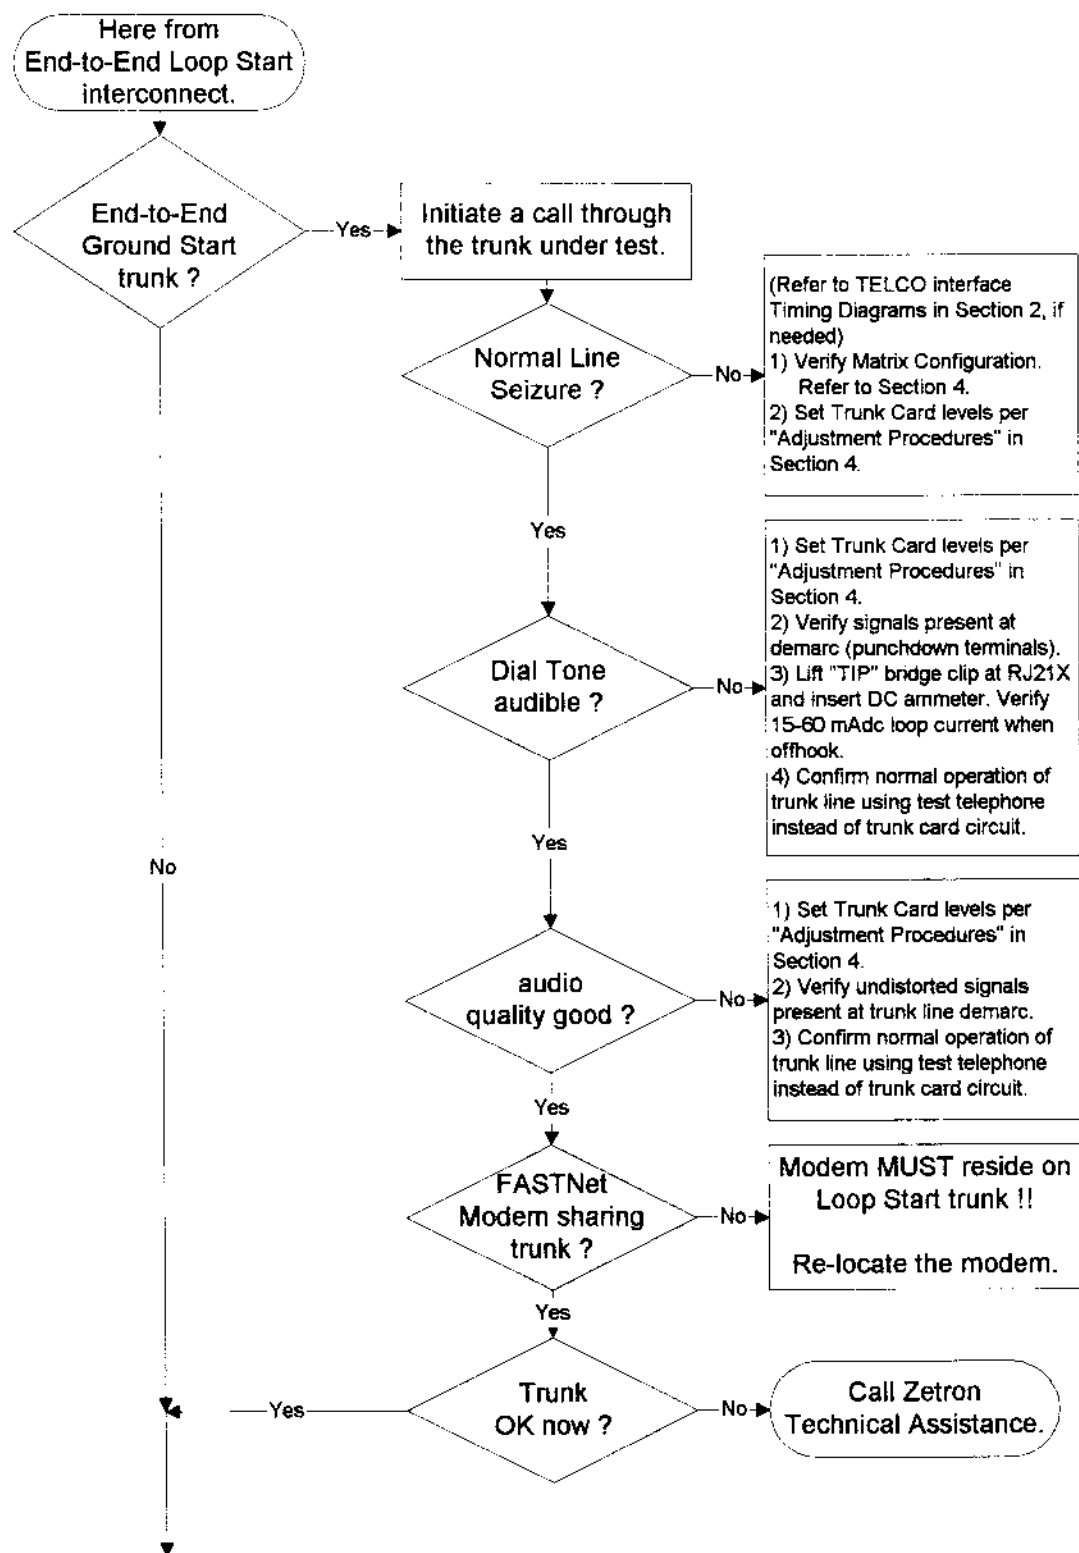 Here from
End-to-End Loop Start
interconnect.
End-to-End
Ground Start
trunk ?
Yes
Initiate a call through
the trunk under test.
Normal Line
Seizure ?
No
(Refer to TELCO interface
Timing Diagrams in Section 2, if
needed)
1) Verify Matrix Configuration.
Refer to Section 4.
2) Set Trunk Card levels per
"Adjustment Procedures" in
Section 4.
Yes
Dial Tone
audible ?
No
1) Set Trunk Card levels per
"Adjustment Procedures" in
Section 4.
2) Verify signals present at
demarc (punchdown terminals).
3) Lift "TIP" bridge clip at RJ21X
and insert DC ammeter. Verify
15-60 mAdc loop current when
offhook.
4) Confirm normal operation of
trunk line using test telephone
instead of trunk card circuit.
Yes
No
audio
quality good ?
No
1) Set Trunk Card levels per
"Adjustment Procedures" in
Section 4.
2) Verify undistorted signals
present at trunk line demarc.
3) Confirm normal operation of
trunk line using test telephone
instead of trunk card circuit.
Yes
FASTNet
Modem sharing
trunk ?
No
Modem MUST reside on
Loop Start trunk !!
Re-locate the modem.
Yes
Trunk
OK now ?
Yes
No
Call Zetron
Technical Assistance.